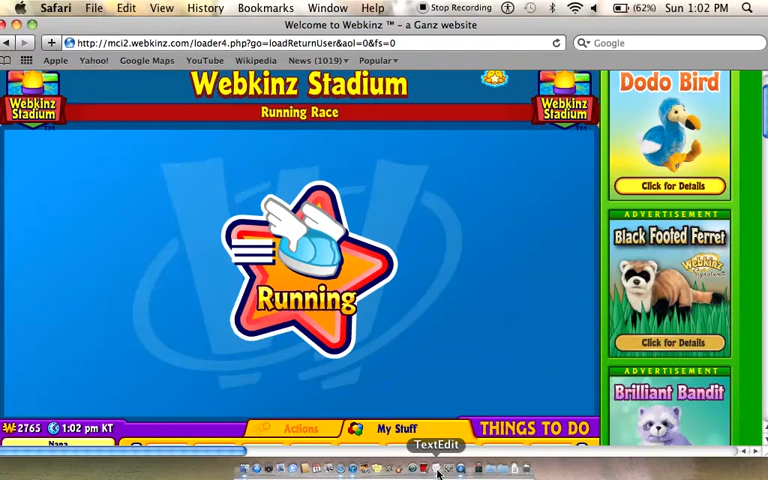 Safari File Edit View History Bookmarks Window Help Stop Recording (62%) Sun 1:02 PM
Welcome to Webkinz ™ – a Ganz website
http://mci2.webkinz.com/loader4.php?go=loadReturnUser&aol=0&fs=0 Google
Apple Yahoo! Google Maps YouTube Wikipedia News (1019) Popular
Webkinz Stadium
Running Race
Webkinz Stadium
Webkinz Stadium
TM
Running
Dodo Bird
Click for Details
ADVERTISEMENT
Black Footed Ferret
Webkinz Signature
Click for Details
ADVERTISEMENT
Brilliant Bandit
2765 1:02 pm KT Actions My Stuff THINGS TO DO
Nana
TextEdit